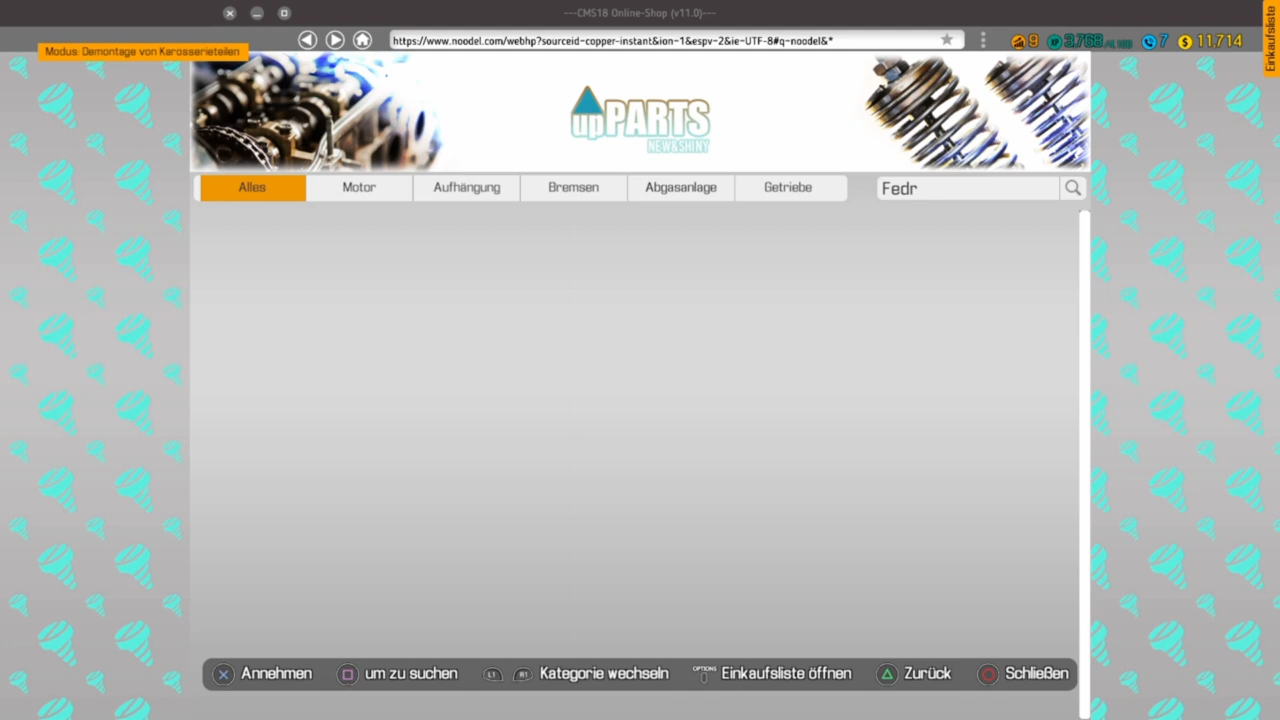 ---CMS18 Online-Shop (v11.0)---
https://www.noodel.com/webhp?sourceid-copper-instant&ion-1&espv-2&ie-UTF-8#q-noodel&*
9
XP 3,768
7
$ 11,714
Einkaufsliste
Modus: Demontage von Karosserieteilen
upPARTS
NEW&SHINY
Alles Motor Aufhängung Bremsen Abgasanlage Getriebe Fedr
Annehmen um zu suchen L1 R1 Kategorie wechseln OPTIONS Einkaufsliste öffnen Zurück Schließen